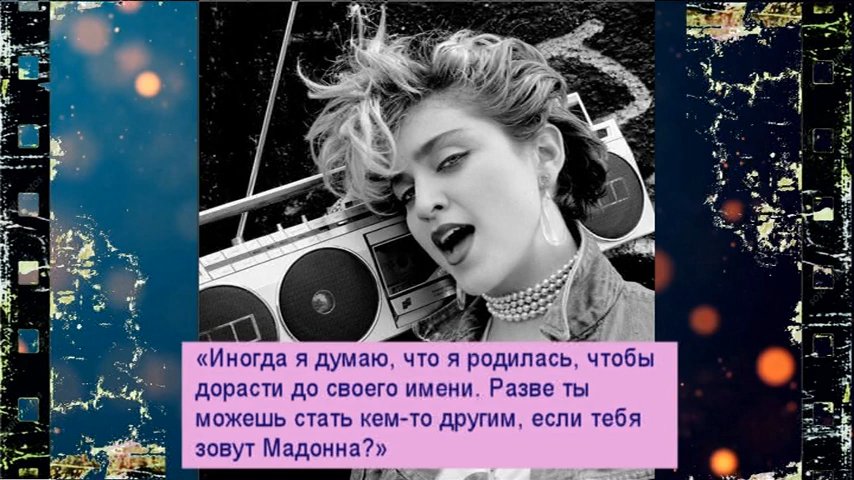 «Иногда я думаю, что я родилась, чтобы
дорасти до своего имени. Разве ты
можешь стать кем-то другим, если тебя
зовут Мадонна?»